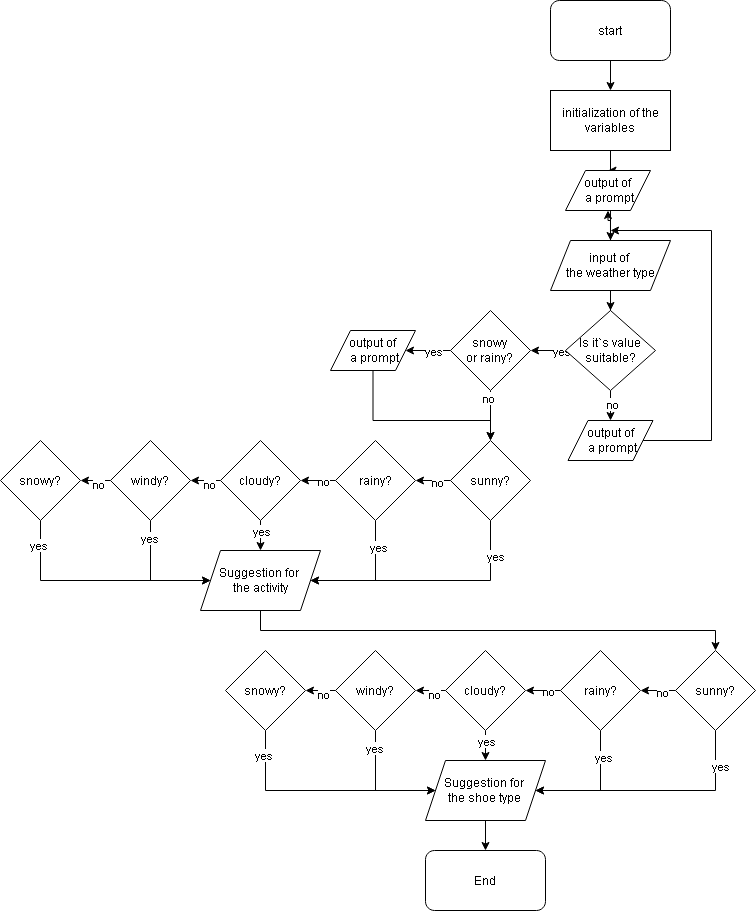 start
initialization of the
variables
output of
a prompt
input of
the weather type
Is it`s value
suitable?
yes
snowy
or rainy?
yes
output of
a prompt
no
no
output of
a prompt
snowy?
no
windy?
no
cloudy?
no
rainy?
no
sunny?
yes
yes
yes
yes
yes
Suggestion for
the activity
snowy?
no
windy?
no
cloudy?
no
rainy?
no
sunny?
yes
yes
yes
yes
yes
Suggestion for
the shoe type
End